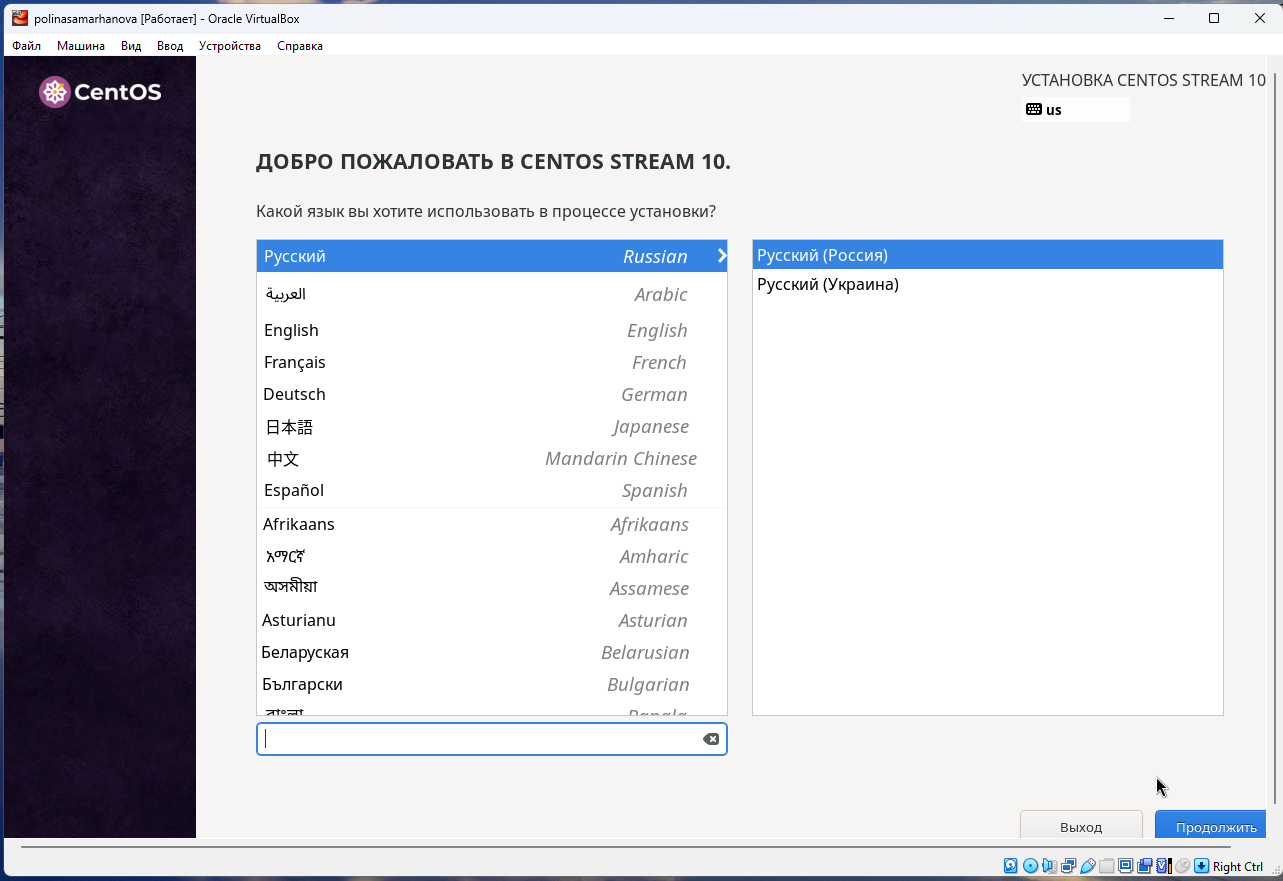 polinasamarhanova [Работает] - Oracle VirtualBox
Файл Машина Вид Ввод Устройства Справка
CentOS
УСТАНОВКА CENTOS STREAM 10
us
ДОБРО ПОЖАЛОВАТЬ В CENTOS STREAM 10.
Какой язык вы хотите использовать в процессе установки?
Русский Russian
العربية Arabic
English English
Français French
Deutsch German
日本語 Japanese
中文 Mandarin Chinese
Español Spanish
Afrikaans Afrikaans
አማርኛ Amharic
অসমীয়া Assamese
Asturianu Asturian
Беларуская Belarusian
Български Bulgarian
বাংলা Bangla
Русский (Россия)
Русский (Украина)
Выход Продолжить
Right Ctrl